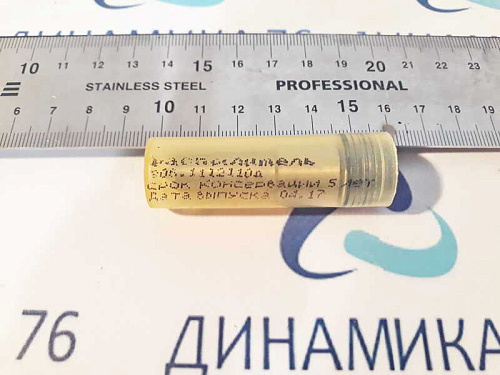 10 11 12 13 14 15 16 17 18 19 20 21 22 23
STAINLESS STEEL PROFESSIONAL
6 7 8 9 10 11 12 13 14 15 16 17 18 19
Распылитель
срок консервации 5 лет
Дата выпуска 04.17
76 ДИНАМИКА